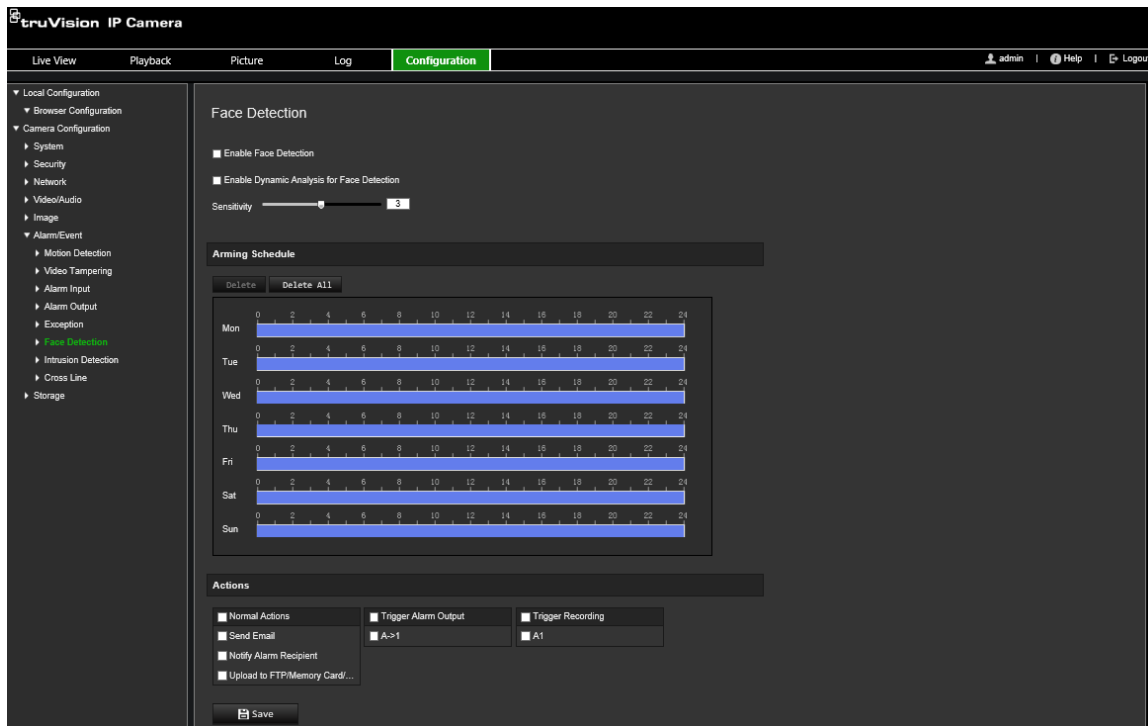 truVision IP Camera
Live View Playback Picture Log Configuration admin | Help | Logou
Local Configuration
Browser Configuration
Camera Configuration
System
Security
Network
Video/Audio
Image
Alarm/Event
Motion Detection
Video Tampering
Alarm Input
Alarm Output
Exception
Face Detection
Intrusion Detection
Cross Line
Storage
Face Detection
Enable Face Detection
Enable Dynamic Analysis for Face Detection
Sensitivity 3
Arming Schedule
Delete Delete All
0 2 4 6 8 10 12 14 16 18 20 22 24
Mon
0 2 4 6 8 10 12 14 16 18 20 22 24
Tue
0 2 4 6 8 10 12 14 16 18 20 22 24
Wed
0 2 4 6 8 10 12 14 16 18 20 22 24
Thu
0 2 4 6 8 10 12 14 16 18 20 22 24
Fri
0 2 4 6 8 10 12 14 16 18 20 22 24
Sat
0 2 4 6 8 10 12 14 16 18 20 22 24
Sun
Actions
Normal Actions Trigger Alarm Output Trigger Recording
Send Email A->1 A1
Notify Alarm Recipient
Upload to FTP/Memory Card/...
Save